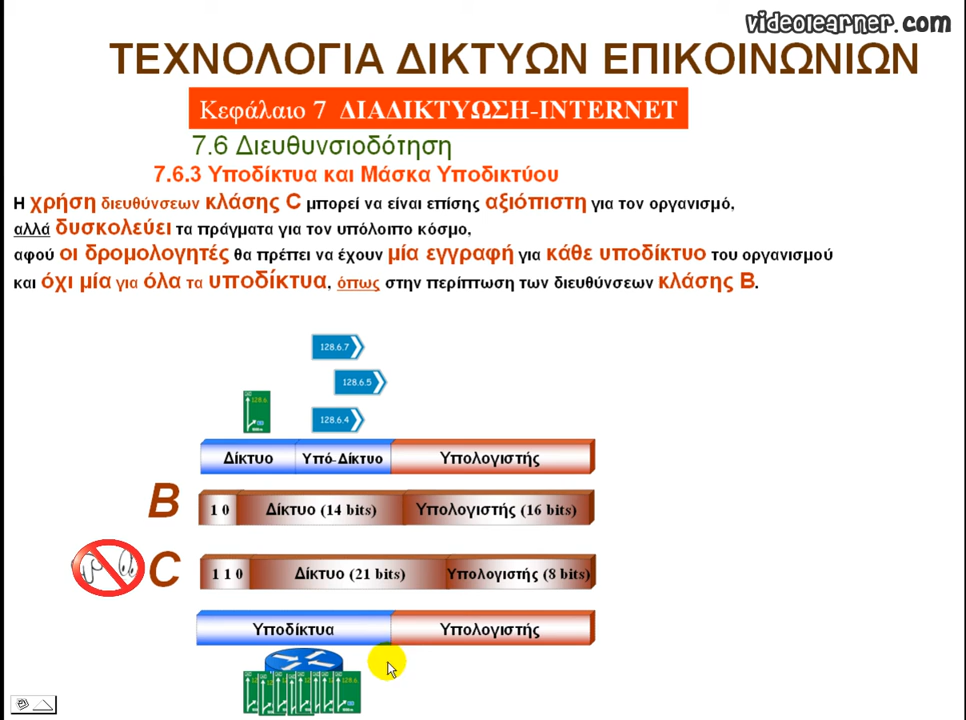 videolearner.com
ΤΕΧΝΟΛΟΓΙΑ ΔΙΚΤΥΩΝ ΕΠΙΚΟΙΝΩΝΙΩΝ
Κεφάλαιο 7 ΔΙΑΔΙΚΤΥΩΣΗ-INTERNET
7.6 Διευθυνσιοδότηση
7.6.3 Υποδίκτυα και Μάσκα Υποδικτύου
Η χρήση διευθύνσεων κλάσης C μπορεί να είναι επίσης αξιόπιστη για τον οργανισμό,
αλλά δυσκολεύει τα πράγματα για τον υπόλοιπο κόσμο,
αφού οι δρομολογητές θα πρέπει να έχουν μία εγγραφή για κάθε υποδίκτυο του οργανισμού
και όχι μία για όλα τα υποδίκτυα, όπως στην περίπτωση των διευθύνσεων κλάσης Β.
128.6.7
128.6.5
128.6
128.6.4
Δίκτυο Υπό-Δίκτυο Υπολογιστής
B 1 0 Δίκτυο (14 bits) Υπολογιστής (16 bits)
C 1 1 0 Δίκτυο (21 bits) Υπολογιστής (8 bits)
Υποδίκτυα Υπολογιστής
128.6